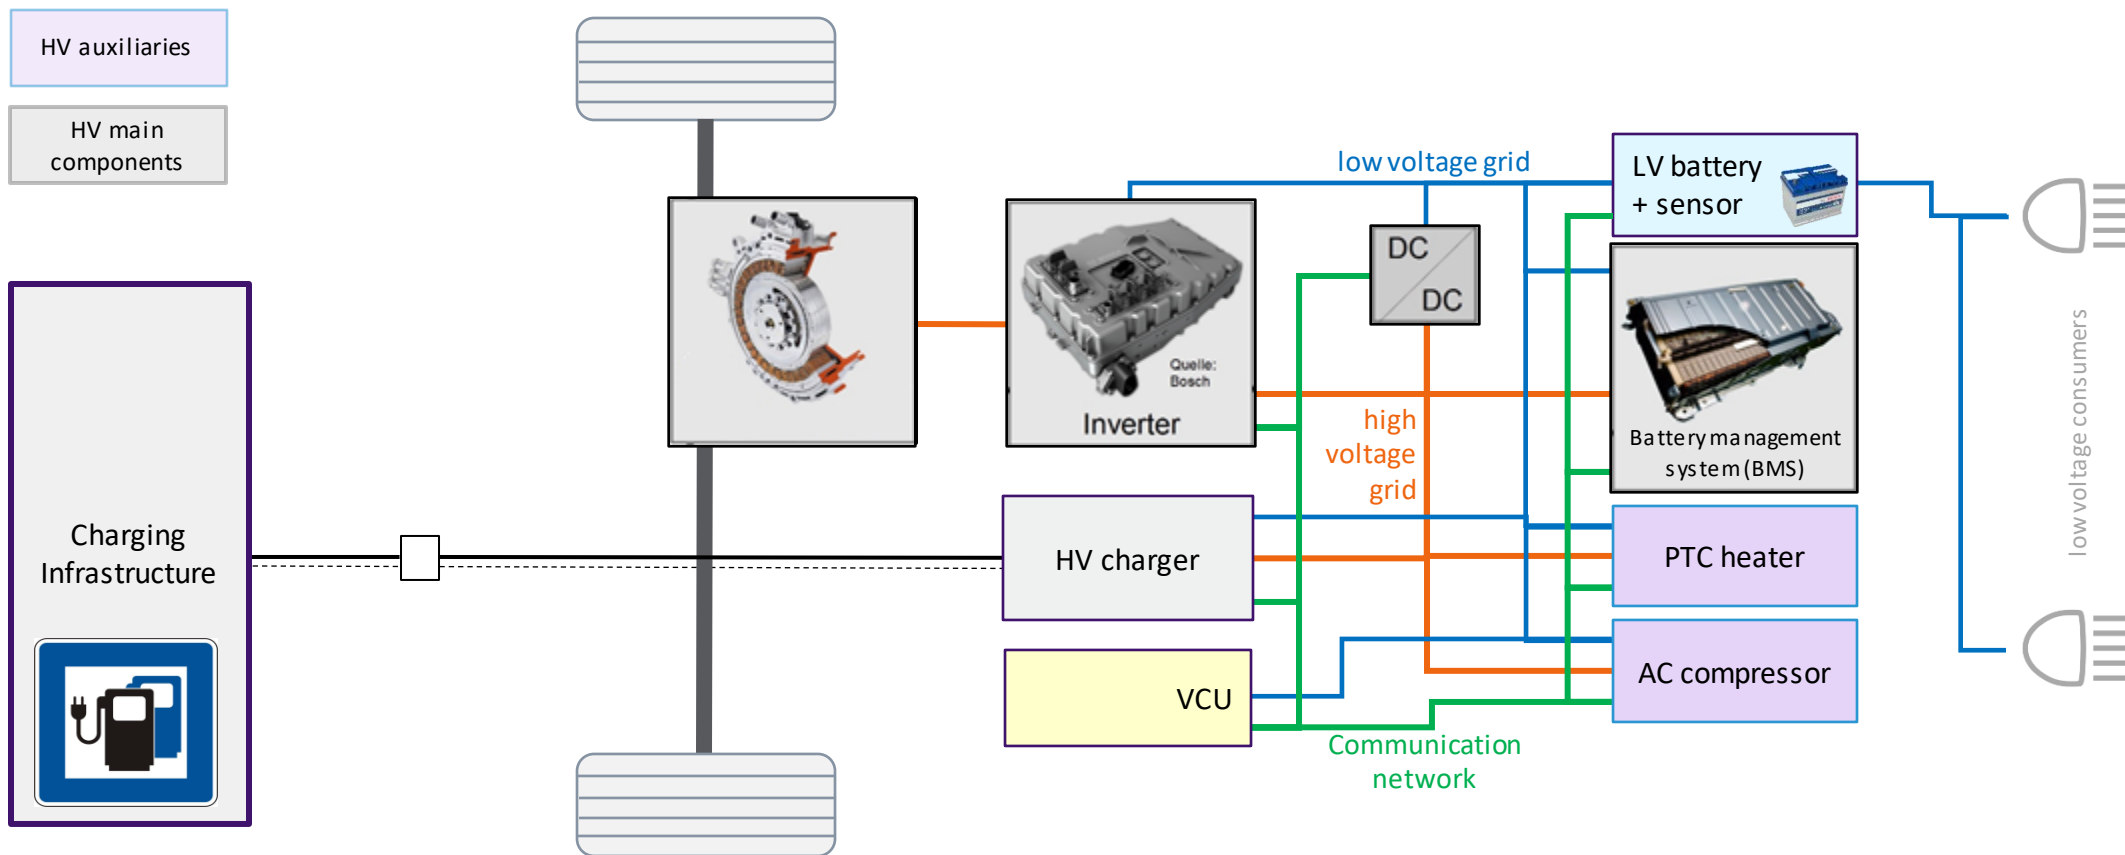 HV auxiliaries
HV main
components
low voltage grid
LV battery
+ sensor
DC
DC
Quelle:
Bosch
Inverter
high
voltage
grid
Battery management
system (BMS)
low voltage consumers
Charging
Infrastructure
HV charger
PTC heater
AC compressor
VCU
Communication
network